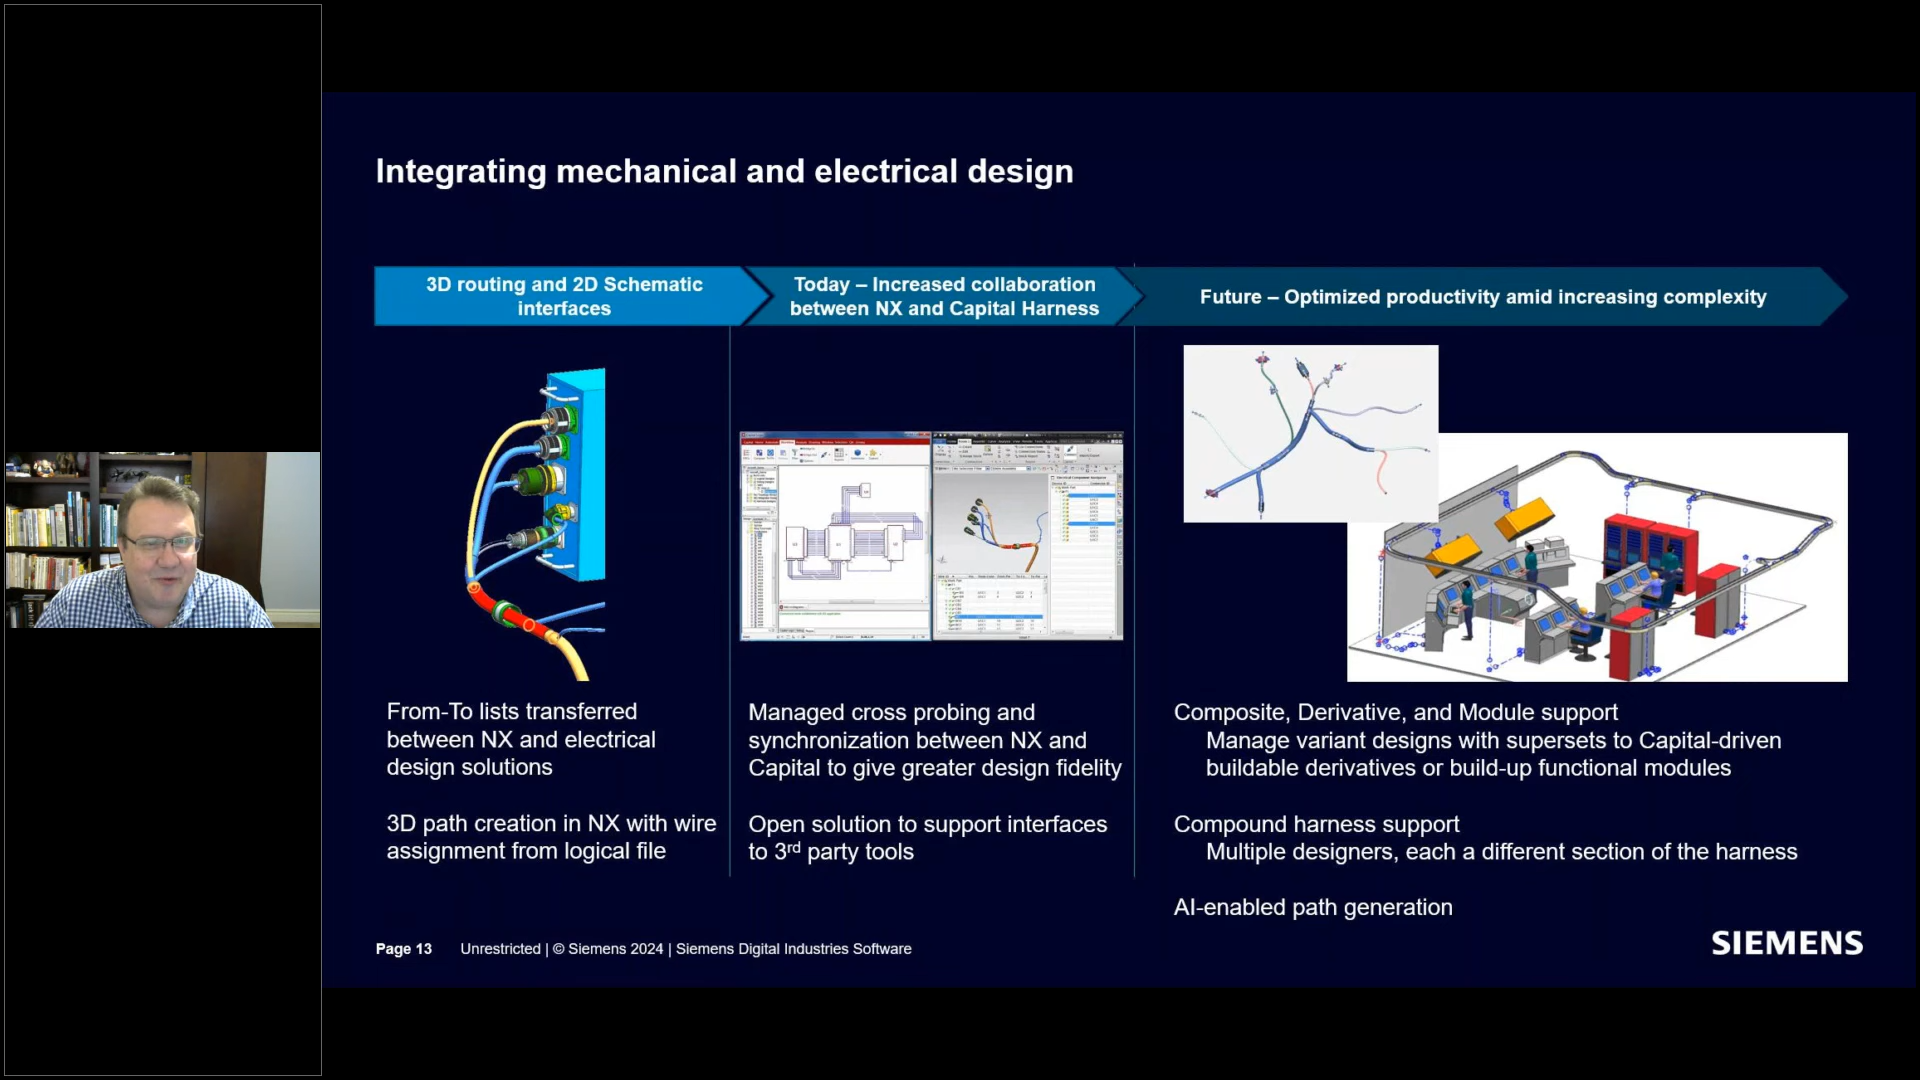 Integrating mechanical and electrical design
3D routing and 2D Schematic
interfaces
Today – Increased collaboration
between NX and Capital Harness
Future – Optimized productivity amid increasing complexity
From-To lists transferred
between NX and electrical
design solutions
3D path creation in NX with wire
assignment from logical file
Managed cross probing and
synchronization between NX and
Capital to give greater design fidelity
Open solution to support interfaces
to 3rd party tools
Composite, Derivative, and Module support
Manage variant designs with supersets to Capital-driven
buildable derivatives or build-up functional modules
Compound harness support
Multiple designers, each a different section of the harness
AI-enabled path generation
Page 13 Unrestricted | © Siemens 2024 | Siemens Digital Industries Software
SIEMENS